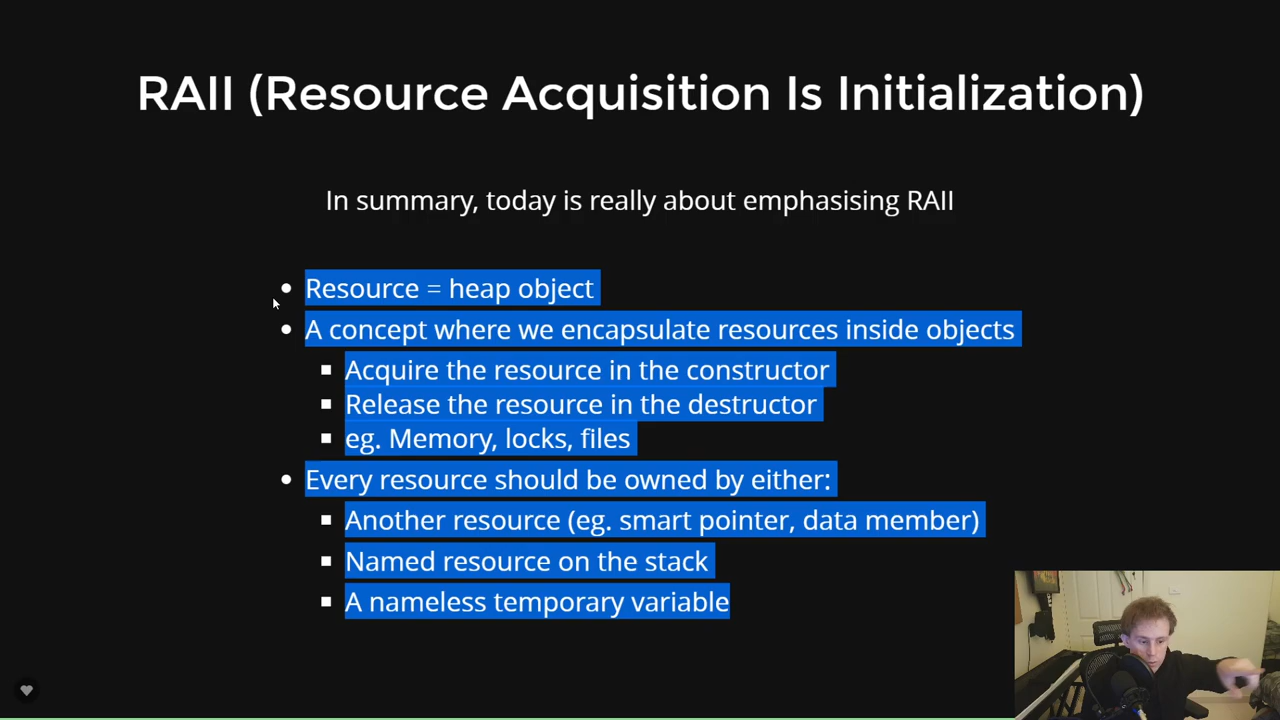 RAII (Resource Acquisition Is Initialization)
In summary, today is really about emphasising RAII
Resource = heap object
A concept where we encapsulate resources inside objects
Acquire the resource in the constructor
Release the resource in the destructor
eg. Memory, locks, files
Every resource should be owned by either:
Another resource (eg. smart pointer, data member)
Named resource on the stack
A nameless temporary variable